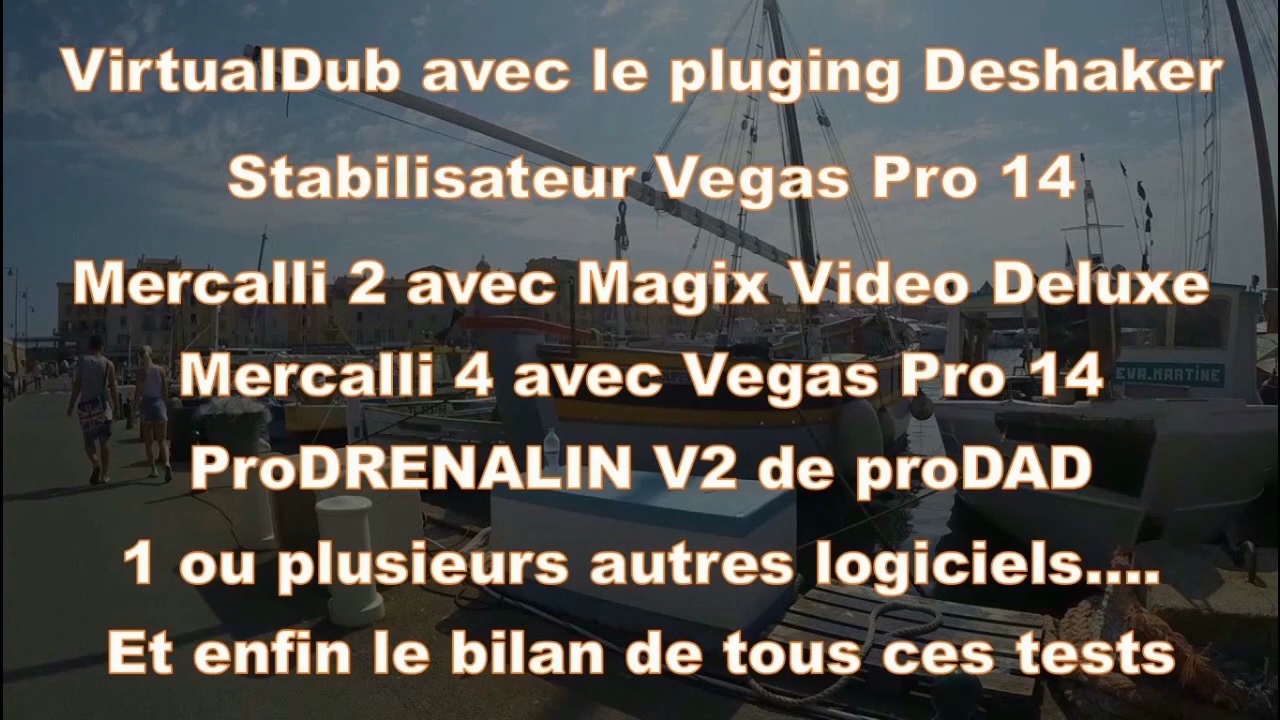 VirtualDub avec le pluging Deshaker
Stabilisateur Vegas Pro 14
Mercalli 2 avec Magix Video Deluxe
Mercalli 4 avec Vegas Pro 14
EVA.MARTINE
ProDRENALIN V2 de proDAD
1 ou plusieurs autres logiciels....
Et enfin le bilan de tous ces tests